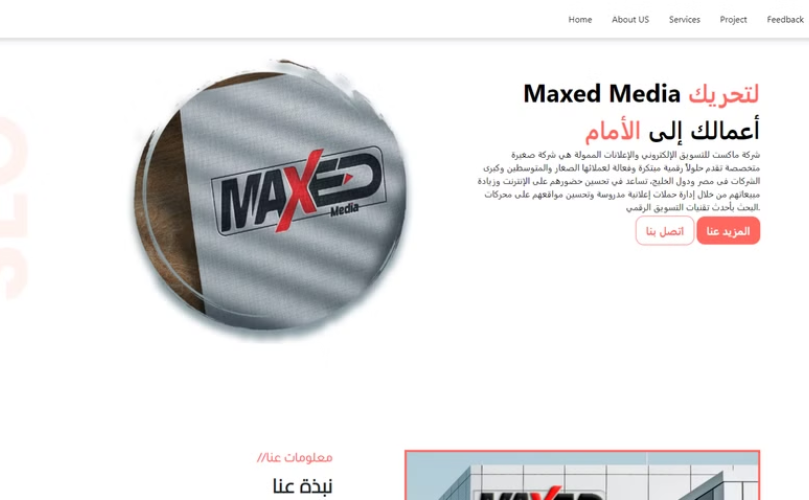 Home About US Services Project Feedback
Maxed Media لتحريك
أعمالك إلى الأمام
شركة ماكست للتسويق الإلكتروني والإعلانات الممولة هي شركة صغيرة
متخصصة تقدم حلولاً رقمية مبتكرة وفعالة لعملائها الصغار والمتوسطين وكبرى
الشركات في مصر ودول الخليج، تساعد في تحسين حضورهم على الإنترنت وزيادة
مبيعاتهم من خلال إدارة حملات إعلانية مدروسة وتحسين مواقعهم على محركات
.البحث بأحدث تقنيات التسويق الرقمي
المزيد عنا اتصل بنا
MAXED
Media
SEO
معلومات عنا//
نبذة عنا
MAXED